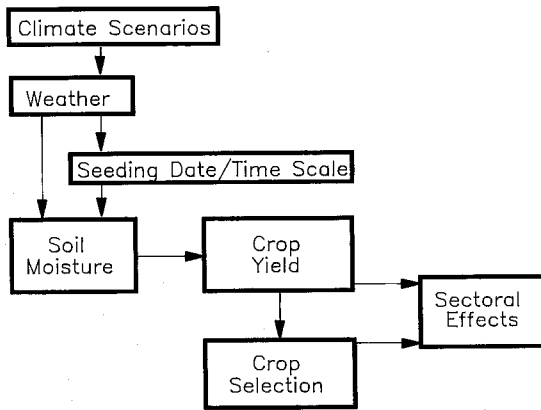 Climate Scenarios
Weather
Seeding Date/Time Scale
Soil
Moisture
Crop
Yield
Sectoral
Effects
Crop
Selection